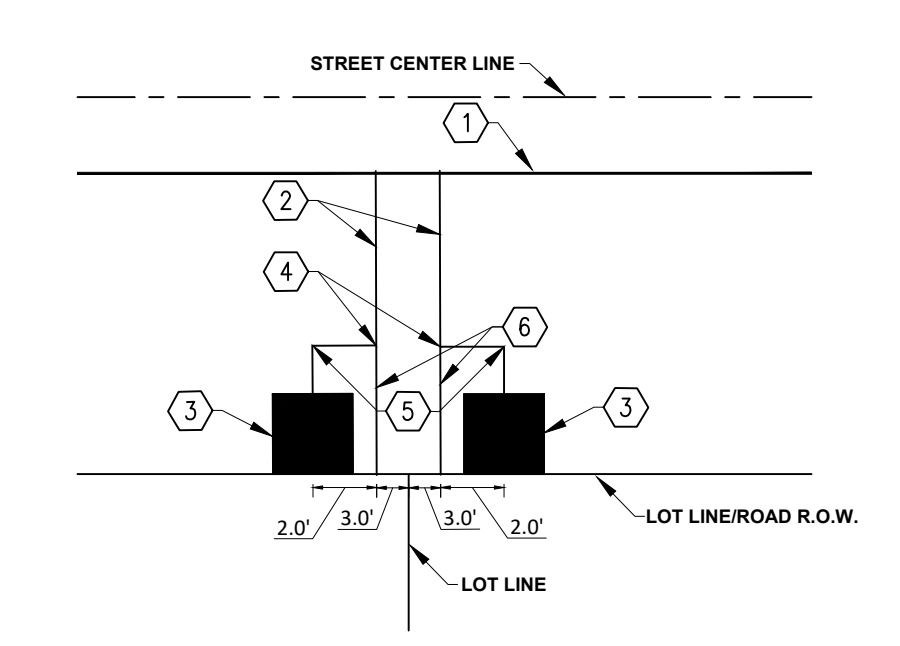 STREET CENTER LINE
1
2
4
6
3
5
3
2.0' 3.0' 3.0' 2.0'
LOT LINE/ROAD R.O.W.
LOT LINE